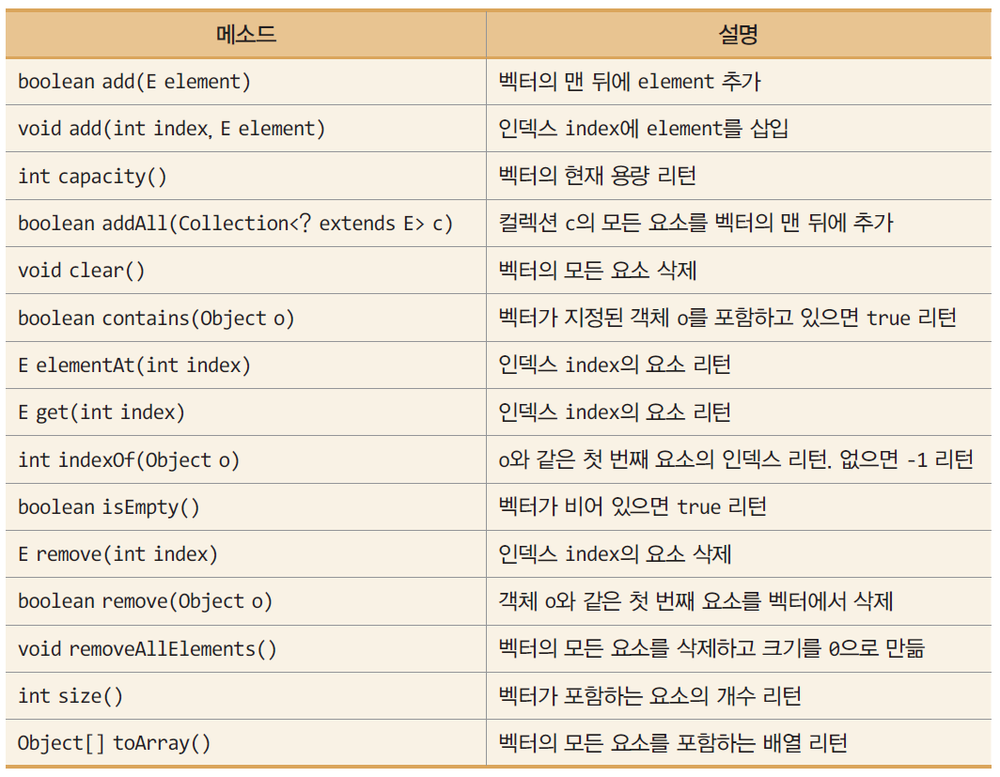 메소드 설명
boolean add(E element) 벡터의 맨 뒤에 element 추가
void add(int index, E element) 인덱스 index에 element를 삽입
int capacity() 벡터의 현재 용량 리턴
boolean addAll(Collection<? extends E> c) 컬렉션 c의 모든 요소를 벡터의 맨 뒤에 추가
void clear() 벡터의 모든 요소 삭제
boolean contains(Object o) 벡터가 지정된 객체 o를 포함하고 있으면 true 리턴
E elementAt(int index) 인덱스 index의 요소 리턴
E get(int index) 인덱스 index의 요소 리턴
int indexOf(Object o) o와 같은 첫 번째 요소의 인덱스 리턴. 없으면 -1 리턴
boolean isEmpty() 벡터가 비어 있으면 true 리턴
E remove(int index) 인덱스 index의 요소 삭제
boolean remove(Object o) 객체 o와 같은 첫 번째 요소를 벡터에서 삭제
void removeAllElements() 벡터의 모든 요소를 삭제하고 크기를 0으로 만듦
int size() 벡터가 포함하는 요소의 개수 리턴
Object[] toArray() 벡터의 모든 요소를 포함하는 배열 리턴